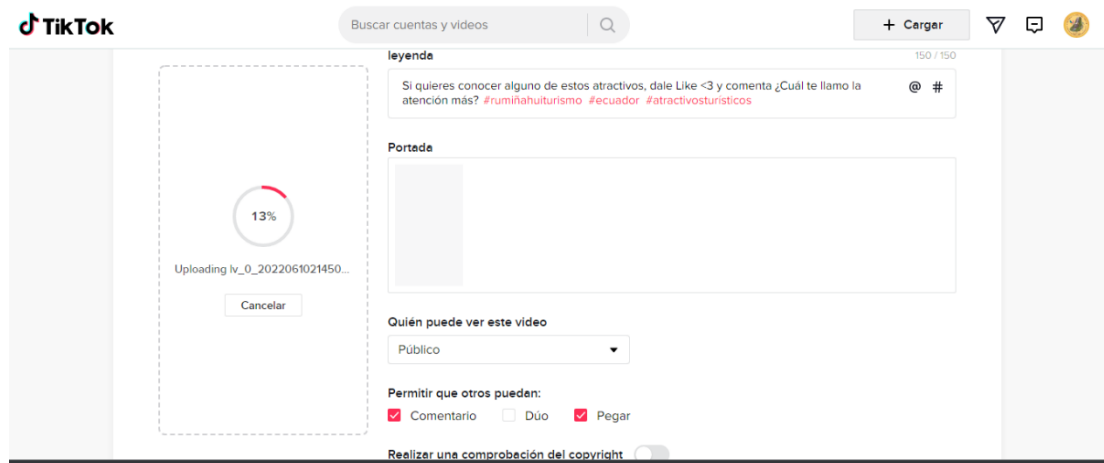 TikTok
Buscar cuentas y videos
+ Cargar
leyenda
150 / 150
Si quieres conocer alguno de estos atractivos, dale Like <3 y comenta ¿Cuál te llamo la
atención más? #rumiñahuiturismo #ecuador #atractivosturisticos
@ #
Portada
13%
Uploading lv_0_2022061021450...
Cancelar
Quién puede ver este video
Público
Permitir que otros puedan:
Comentario Dúo Pegar
Realizar una comprobación del copyright